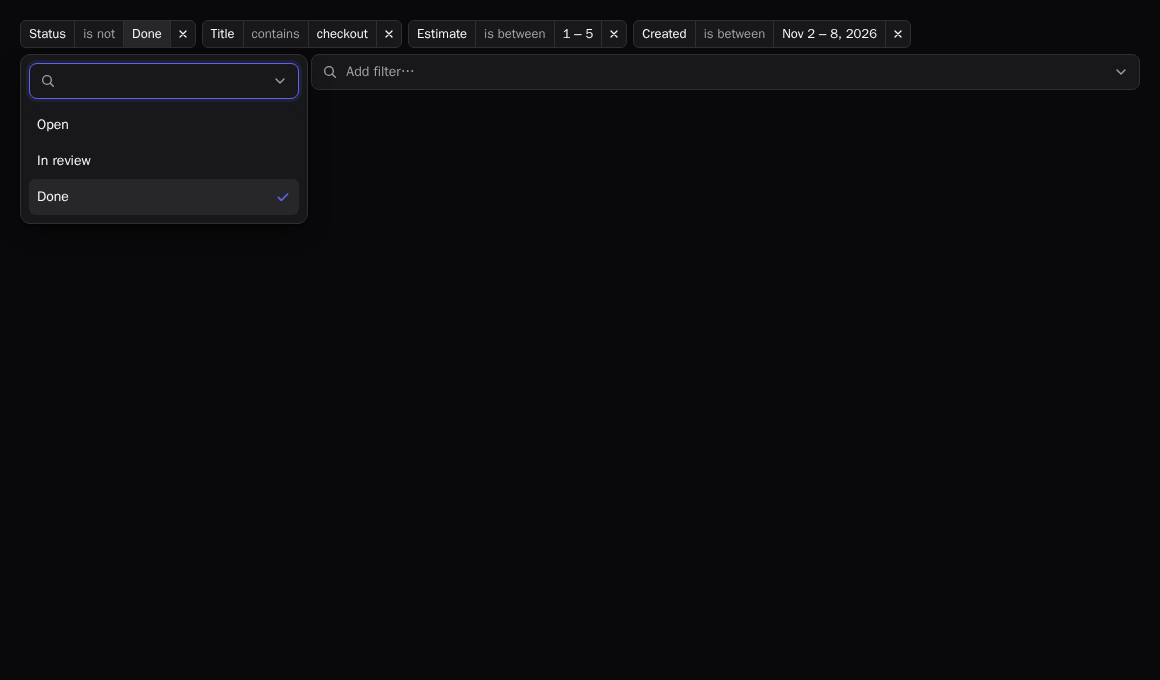 Status is not Done Title contains checkout Estimate is between 1 – 5 Created is between Nov 2 – 8, 2026
Add filter…
Open
In review
Done